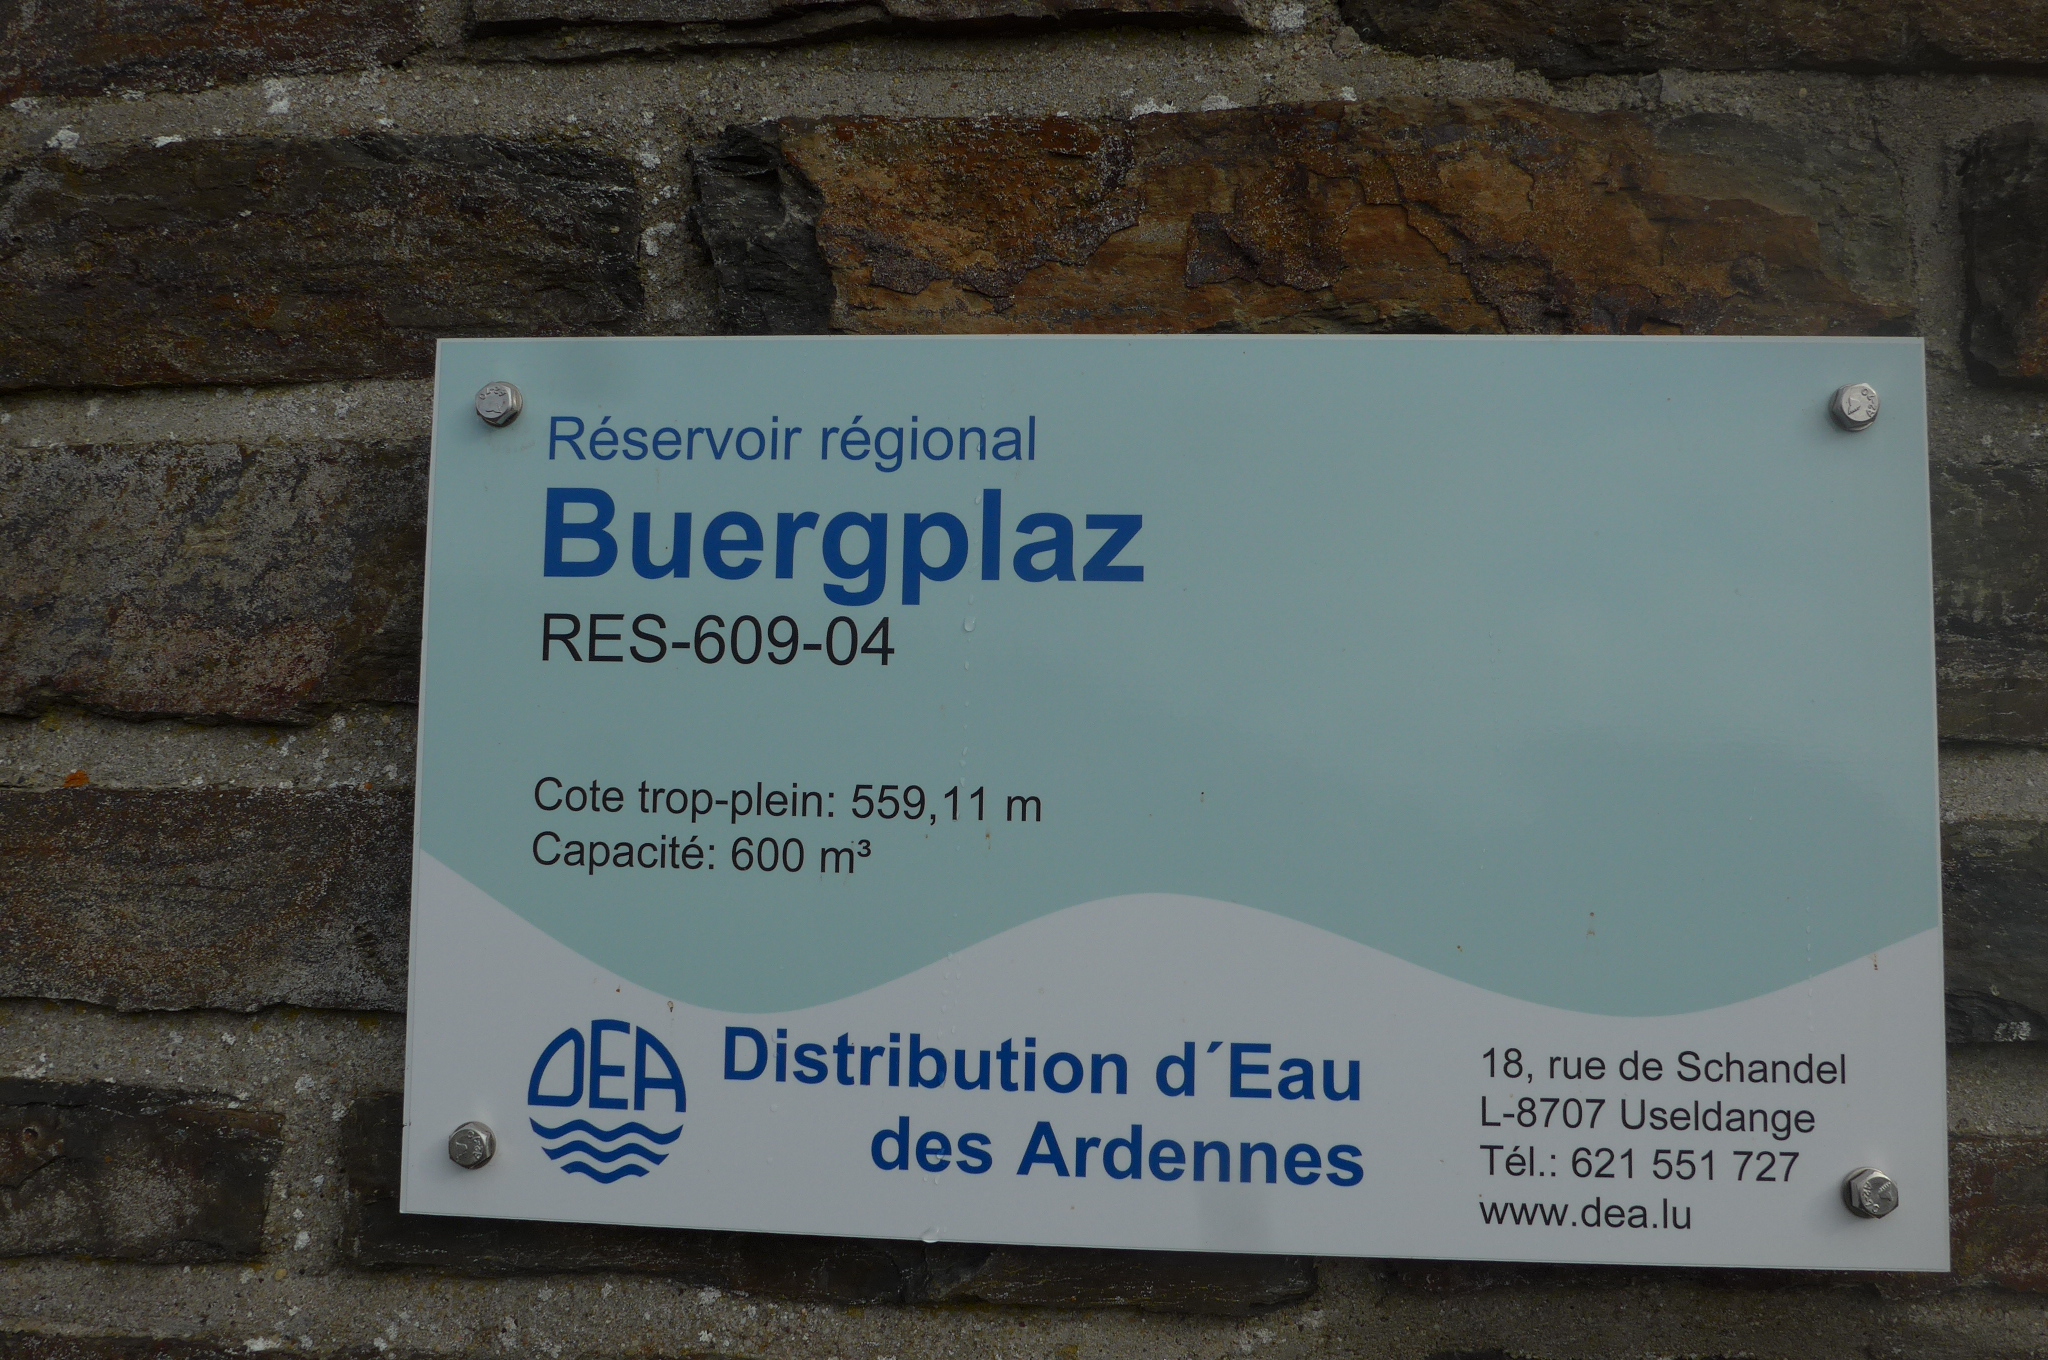 Réservoir régional
Buergplaz
RES-609-04
Cote trop-plein: 559,11 m
Capacité: 600 m³
DEA
Distribution d´Eau
des Ardennes
18, rue de Schandel
L-8707 Useldange
Tél.: 621 551 727
www.dea.lu